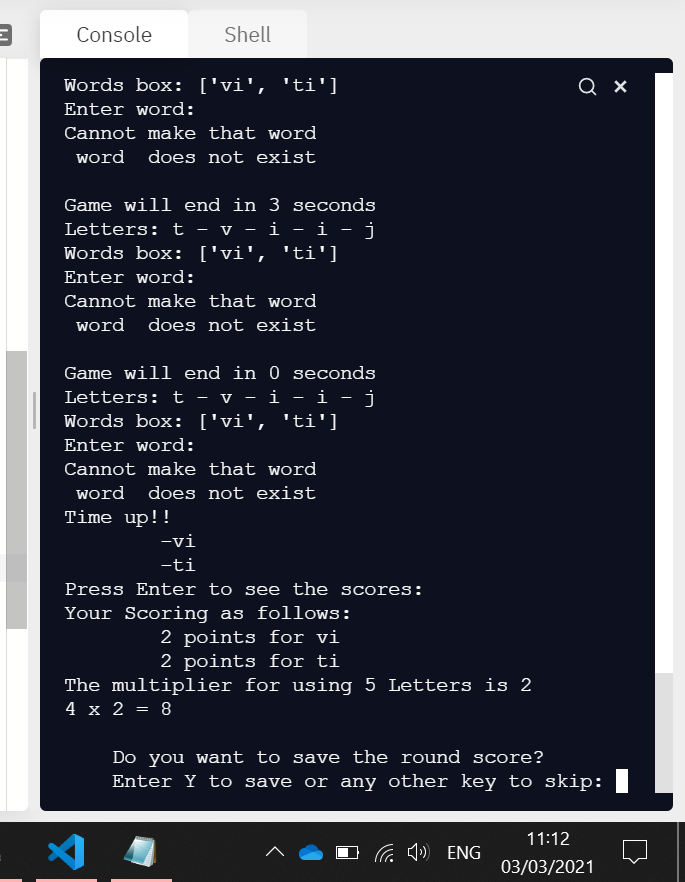 Console Shell
Words box: ['vi', 'ti']
Enter word:
Cannot make that word
word  does not exist
Game will end in 3 seconds
Letters: t - v - i - i - j
Words box: ['vi', 'ti']
Enter word:
Cannot make that word
word  does not exist
Game will end in 0 seconds
Letters: t - v - i - i - j
Words box: ['vi', 'ti']
Enter word:
Cannot make that word
word  does not exist
Time up!!
-vi
-ti
Press Enter to see the scores:
Your Scoring as follows:
2 points for vi
2 points for ti
The multiplier for using 5 Letters is 2
4 x 2 = 8
Do you want to save the round score?
Enter Y to save or any other key to skip:
ENG
11:12
03/03/2021